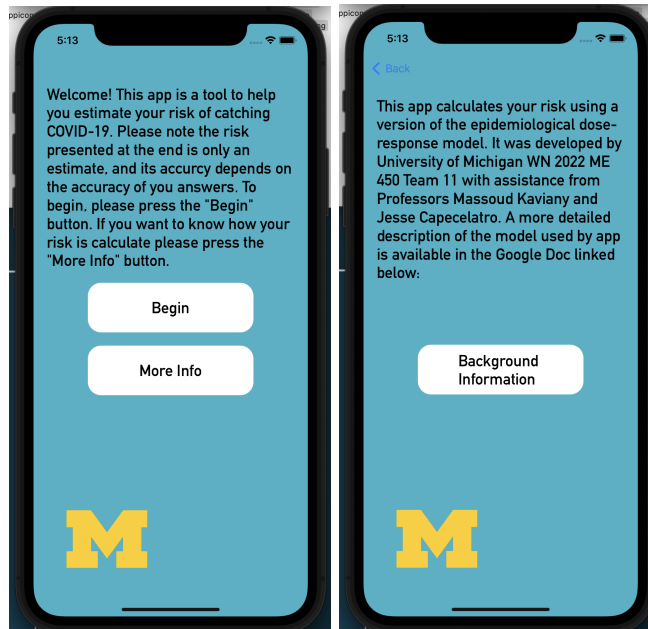 ppicon
ng
5:13
Welcome! This app is a tool to help
you estimate your risk of catching
COVID-19. Please note the risk
presented at the end is only an
estimate, and its accurcy depends on
the accuracy of you answers. To
begin, please press the "Begin"
button. If you want to know how your
risk is calculate please press the
"More Info" button.
Begin
More Info
M
ppicon
5:13
Back
This app calculates your risk using a
version of the epidemiological dose-
response model. It was developed by
University of Michigan WN 2022 ME
450 Team 11 with assistance from
Professors Massoud Kaviany and
Jesse Capecelatro. A more detailed
description of the model used by app
is available in the Google Doc linked
below:
Background
Information
M